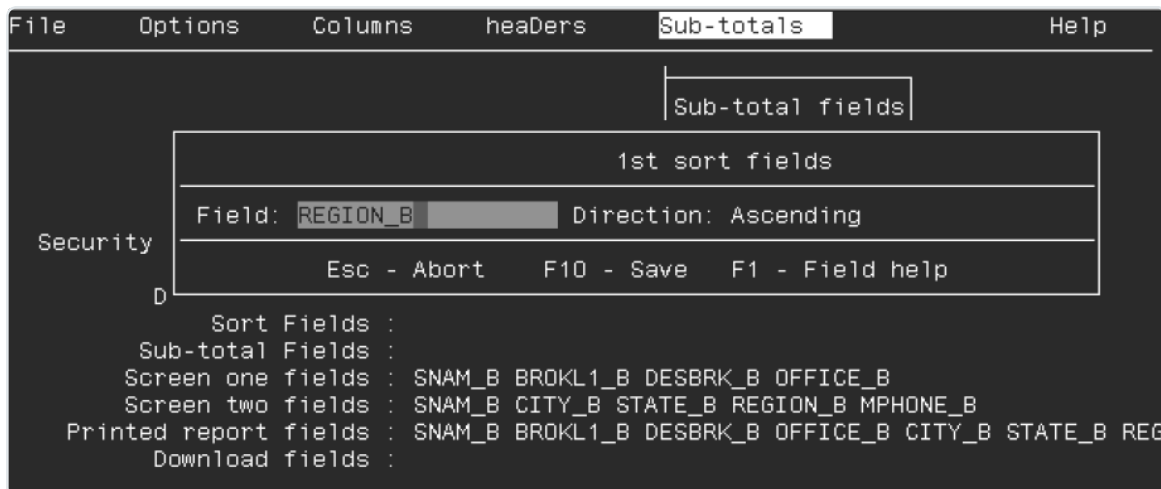 File Options Columns heaDers Sub-totals Help
Sub-total fields
1st sort fields
Field: REGION_B Direction: Ascending
Security
Esc - Abort F10 - Save F1 - Field help
D
Sort Fields :
Sub-total Fields :
Screen one fields : SNAM_B BROKL1_B DESBRK_B OFFICE_B
Screen two fields : SNAM_B CITY_B STATE_B REGION_B MPHONE_B
Printed report fields : SNAM_B BROKL1_B DESBRK_B OFFICE_B CITY_B STATE_B REG
Download fields :